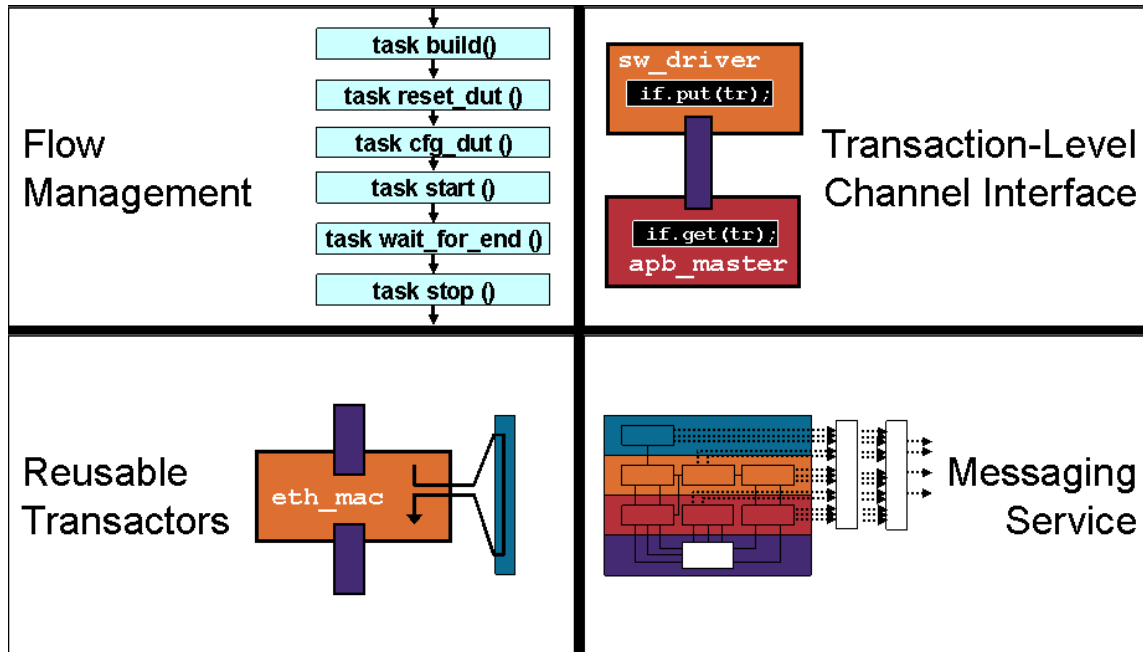 Flow
Management
task build()
task reset_dut ()
task cfg_dut ()
task start ()
task wait_for_end ()
task stop ()
sw_driver
if.put(tr);
if.get(tr);
apb_master
Transaction-Level
Channel Interface
Reusable
Transactors
eth_mac
Messaging
Service